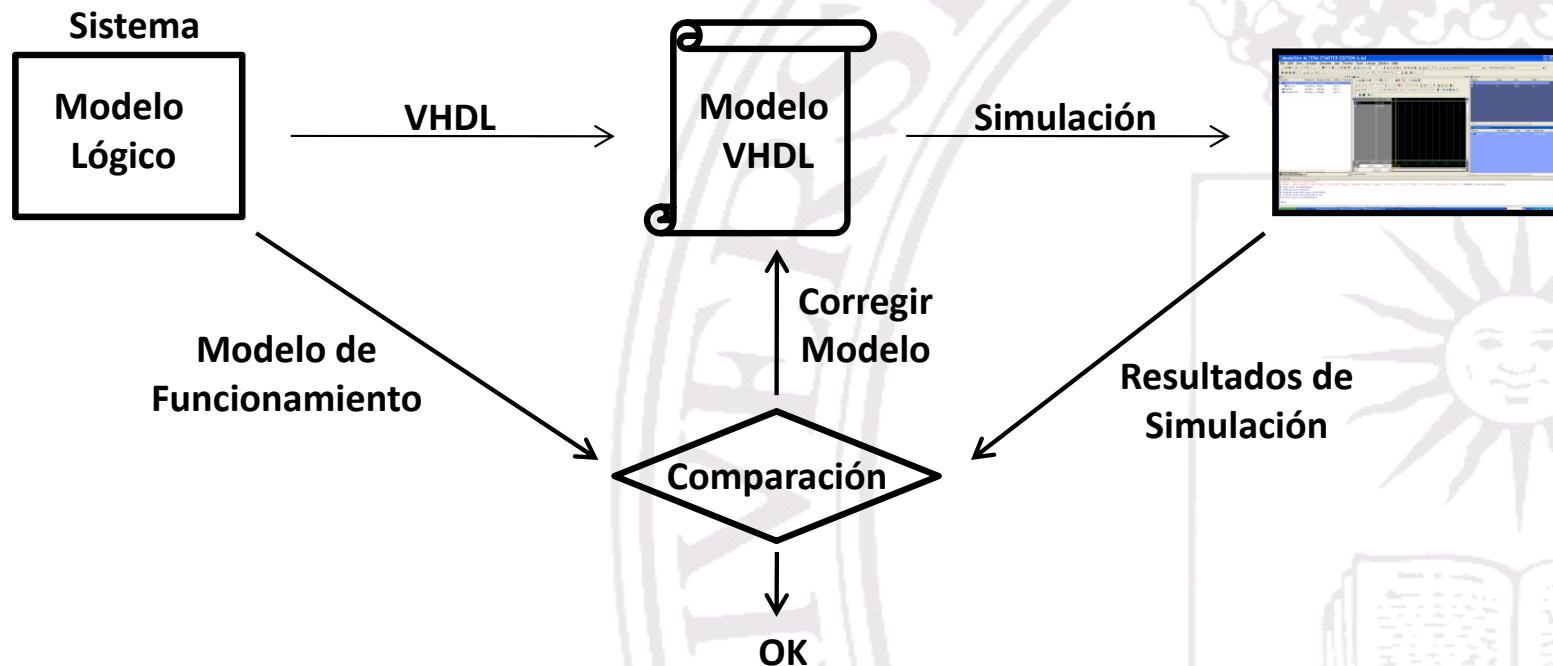 Sistema
Modelo
Lógico
VHDL
Modelo
VHDL
Simulación
Modelo de
Funcionamiento
Corregir
Modelo
Resultados de
Simulación
Comparación
OK